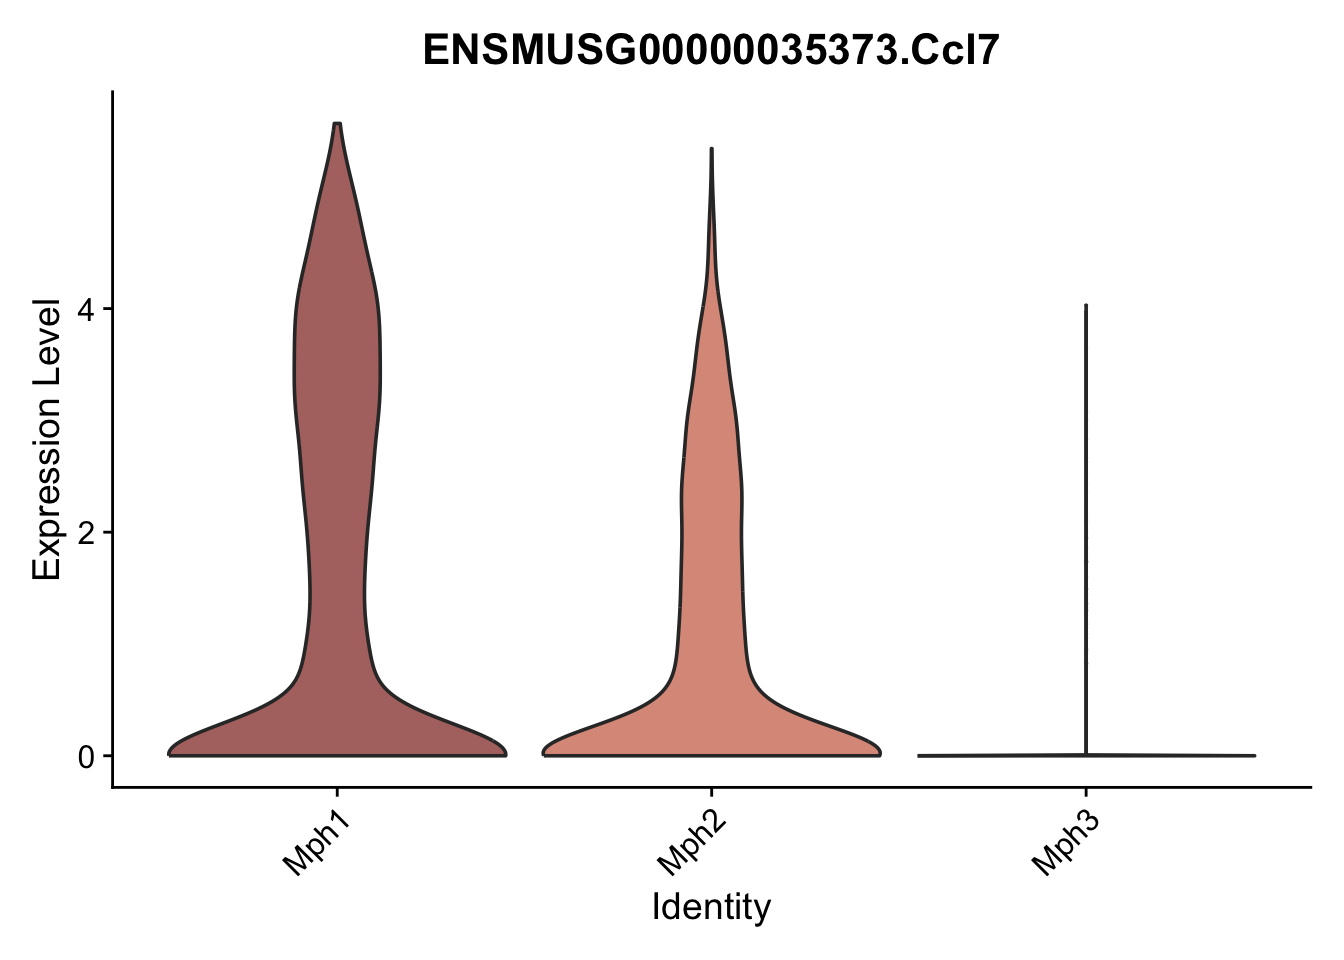 ENSMUSG00000035373.Ccl7
Expression Level
4
2
0
Mph1
Mph2
Mph3
Identity